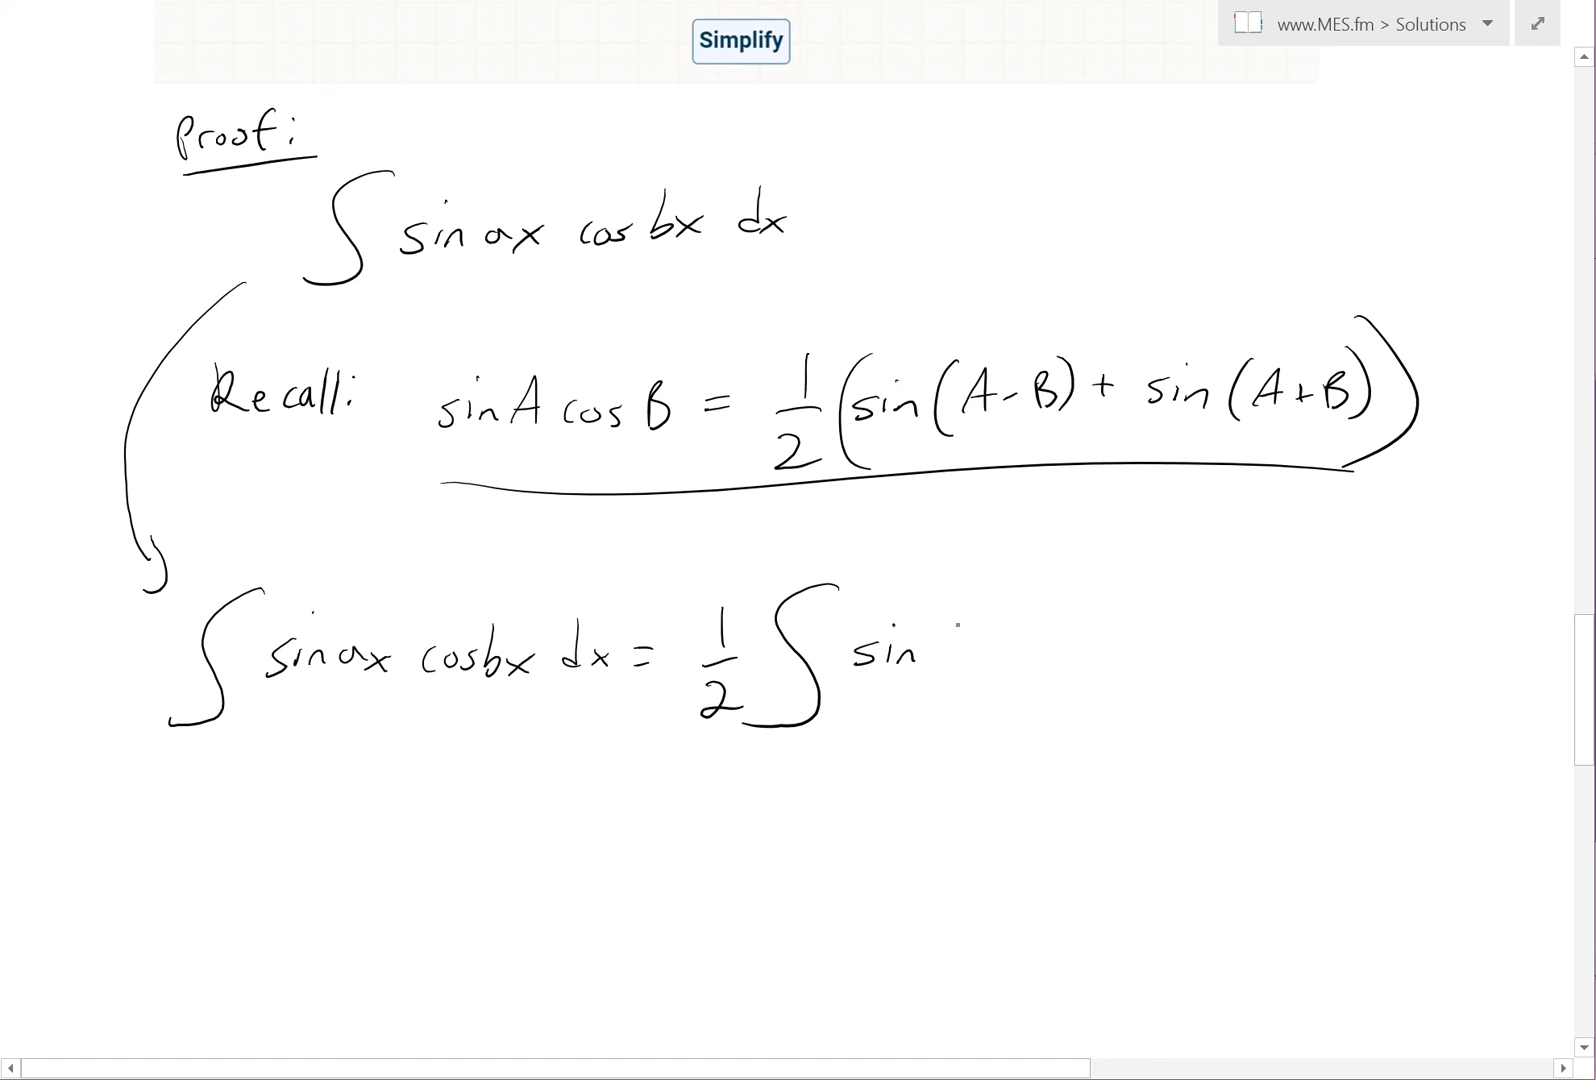 Simplify
www.MES.fm > Solutions
Proof:
∫ sin ax cos bx dx
Recall: sin A cos B = 1/2 (sin(A-B) + sin(A+B))
∫ sin ax cos bx dx = 1/2 ∫ sin